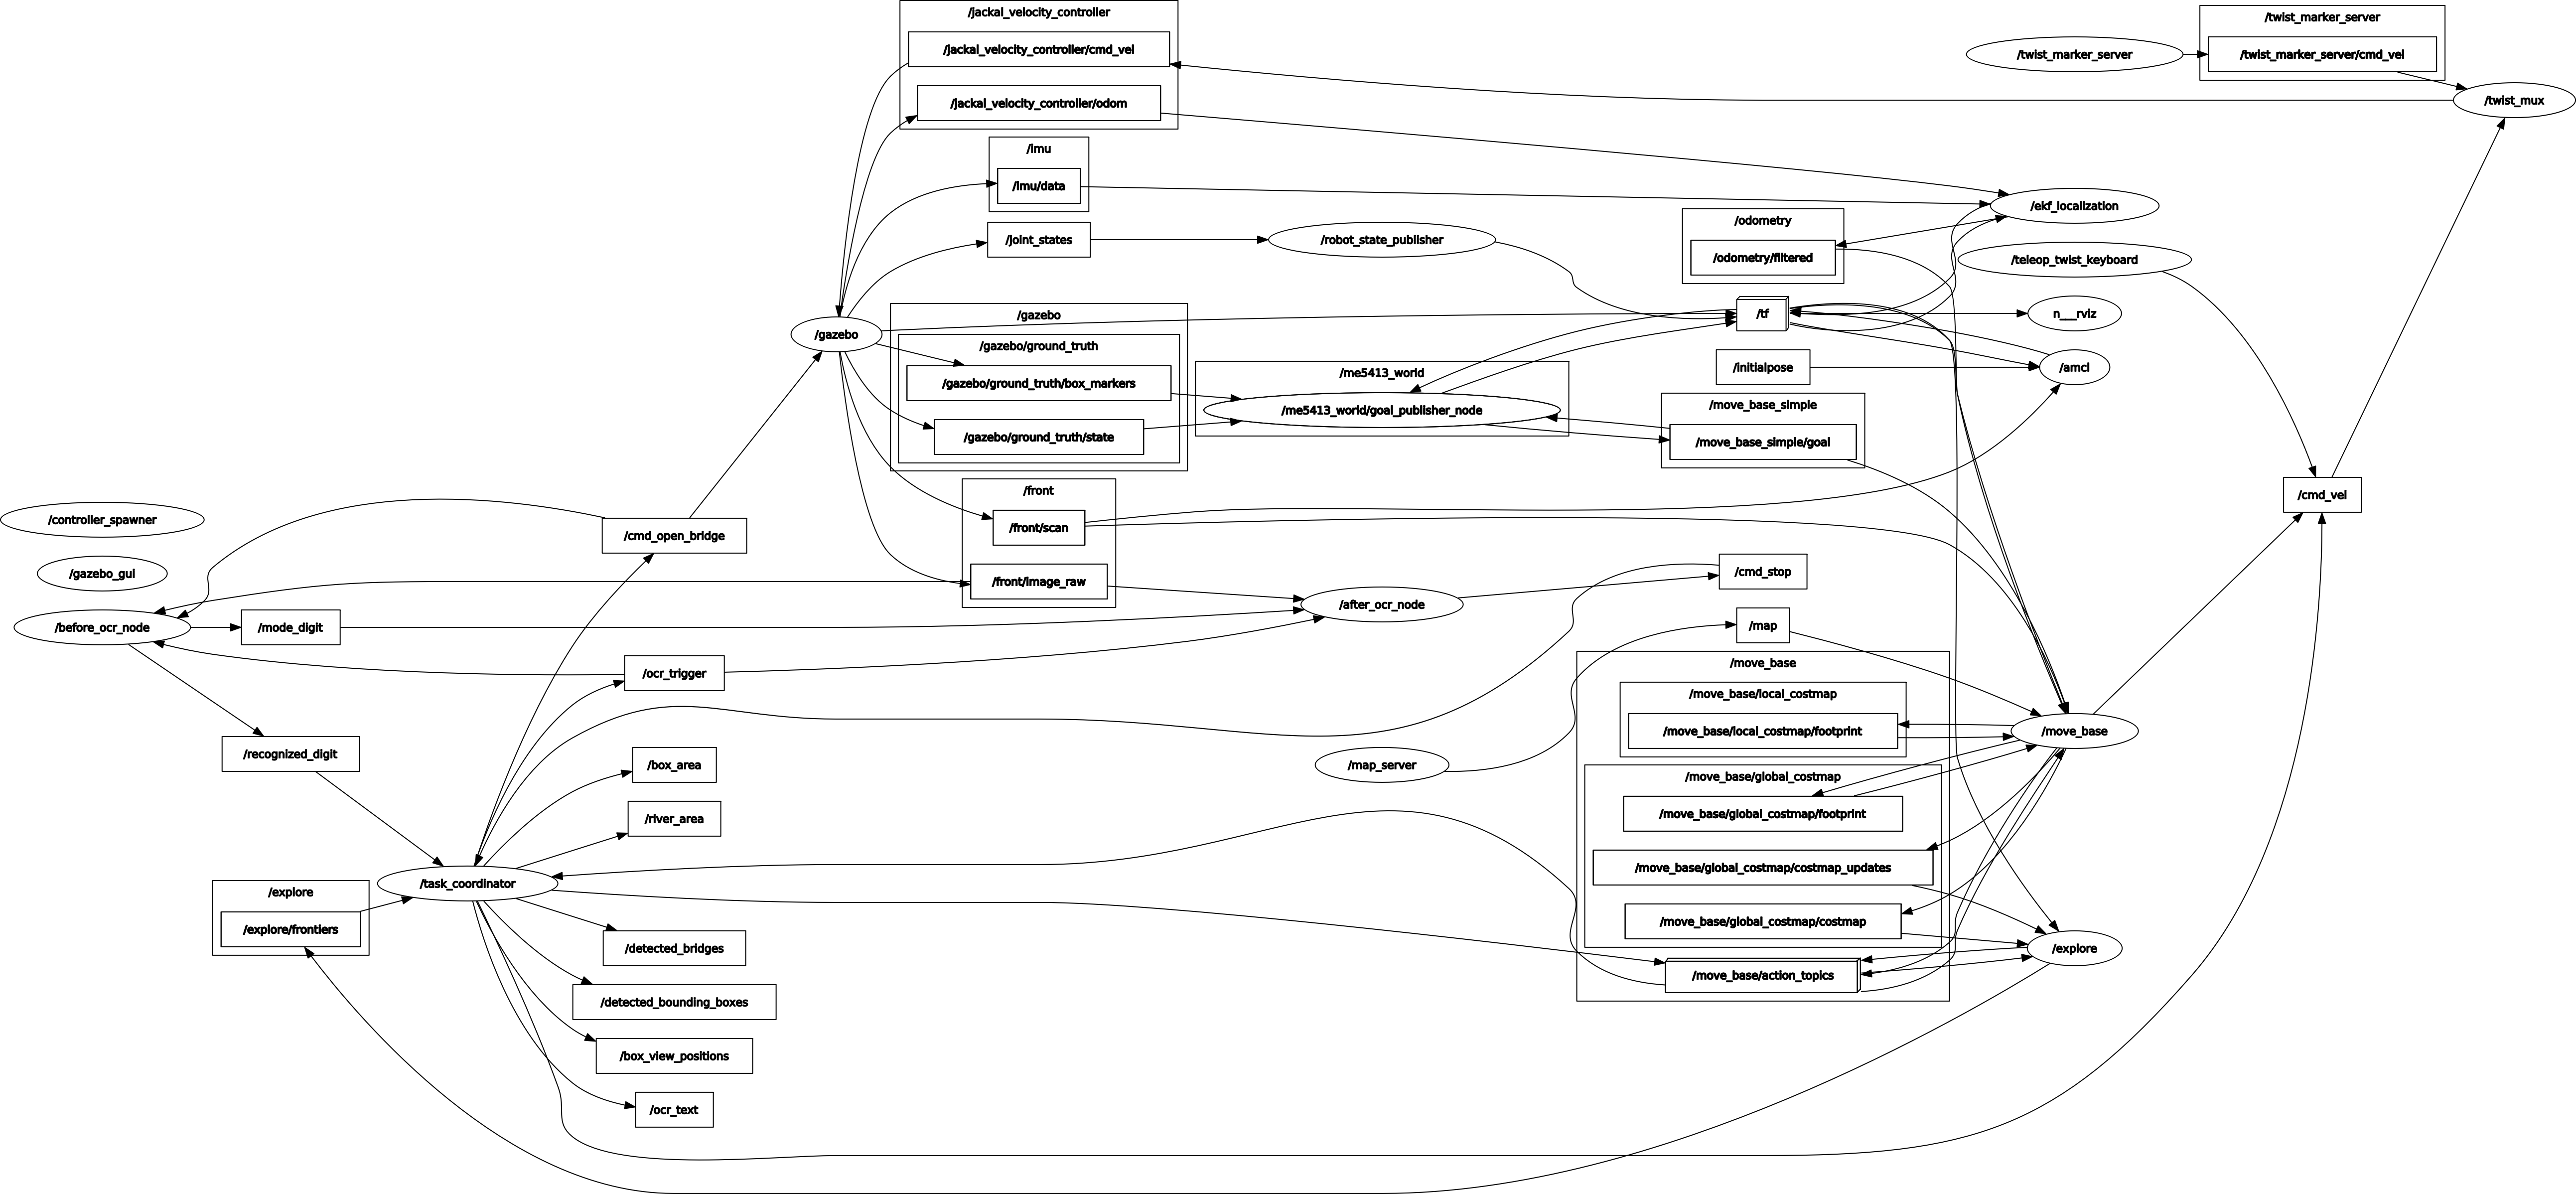 /jackal_velocity_controller
/jackal_velocity_controller/cmd_vel
/jackal_velocity_controller/odom
/twist_marker_server
/twist_marker_server
/twist_marker_server/cmd_vel
/twist_mux
/imu
/imu/data
/joint_states
/robot_state_publisher
/odometry
/odometry/filtered
/ekf_localization
/teleop_twist_keyboard
/gazebo
/gazebo
/gazebo/ground_truth
/gazebo/ground_truth/box_markers
/gazebo/ground_truth/state
/tf
n___rviz
/me5413_world
/me5413_world/goal_publisher_node
/initialpose
/amcl
/move_base_simple
/move_base_simple/goal
/cmd_vel
/front
/front/scan
/front/image_raw
/controller_spawner
/gazebo_gui
/cmd_open_bridge
/before_ocr_node
/mode_digit
/after_ocr_node
/cmd_stop
/map
/ocr_trigger
/recognized_digit
/box_area
/river_area
/map_server
/move_base
/move_base/local_costmap
/move_base/local_costmap/footprint
/move_base
/move_base/global_costmap
/move_base/global_costmap/footprint
/move_base/global_costmap/costmap_updates
/move_base/global_costmap/costmap
/move_base/action_topics
/explore
/explore
/explore/frontiers
/task_coordinator
/detected_bridges
/detected_bounding_boxes
/box_view_positions
/ocr_text